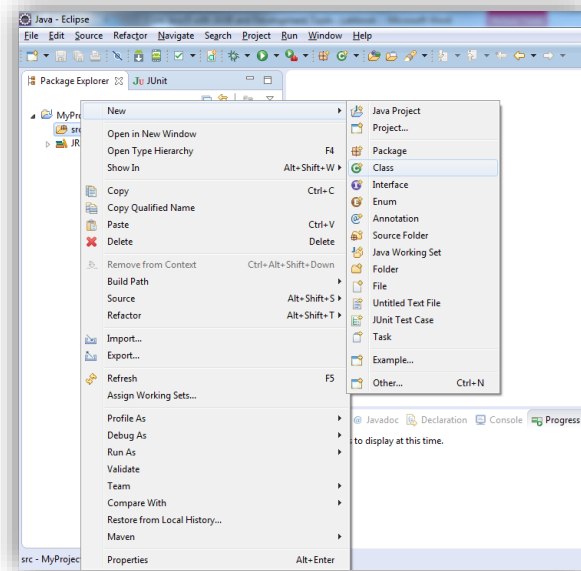 Java - Eclipse
File Edit Source Refactor Navigate Search Project Run Window Help
Package Explorer Ju JUnit
MyPr
src
JR
New
Open in New Window
Open Type Hierarchy F4
Show In Alt+Shift+W
Copy Ctrl+C
Copy Qualified Name
Paste Ctrl+V
Delete Delete
Remove from Context Ctrl+Alt+Shift+Down
Build Path
Source Alt+Shift+S
Refactor Alt+Shift+T
Import...
Export...
Refresh F5
Assign Working Sets...
Profile As
Debug As
Run As
Validate
Team
Compare With
Restore from Local History...
Maven
Properties Alt+Enter
Java Project
Project...
Package
Class
Interface
Enum
Annotation
Source Folder
Java Working Set
Folder
File
Untitled Text File
JUnit Test Case
Task
Example...
Other... Ctrl+N
@ Javadoc Declaration Console Progress
to display at this time.
src - MyProjec